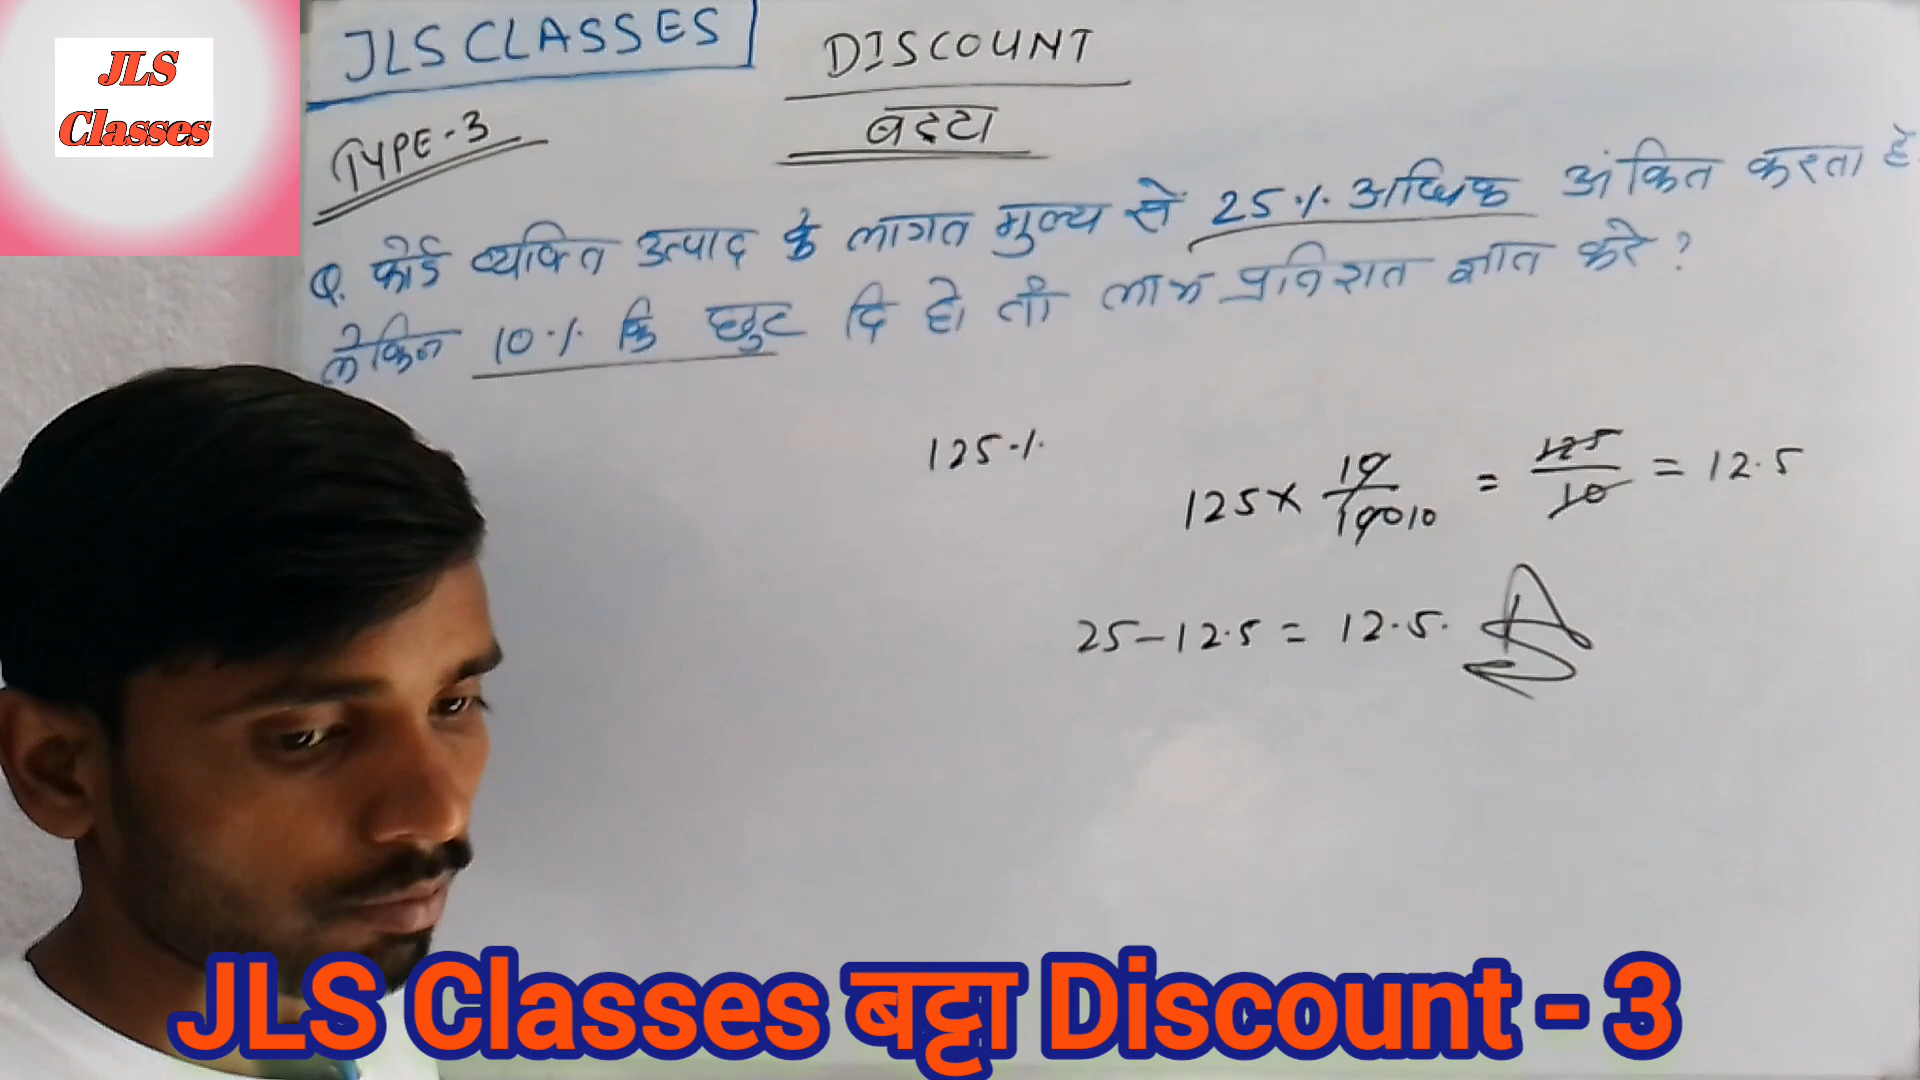 JLS
Classes
JLS CLASSES
DISCOUNT
बट्टा
TYPE-3
Q. कोई व्यक्ति उत्पाद के लागत मुल्य से 25% अधिक अंकित करता है
लेकिन 10% कि छुट दि हो तो लाभ प्रतिशत ज्ञात करे ?
125%
125 × 10/100 10 = 125/10 = 12.5
25 - 12.5 = 12.5.
JLS Classes बट्टा Discount - 3